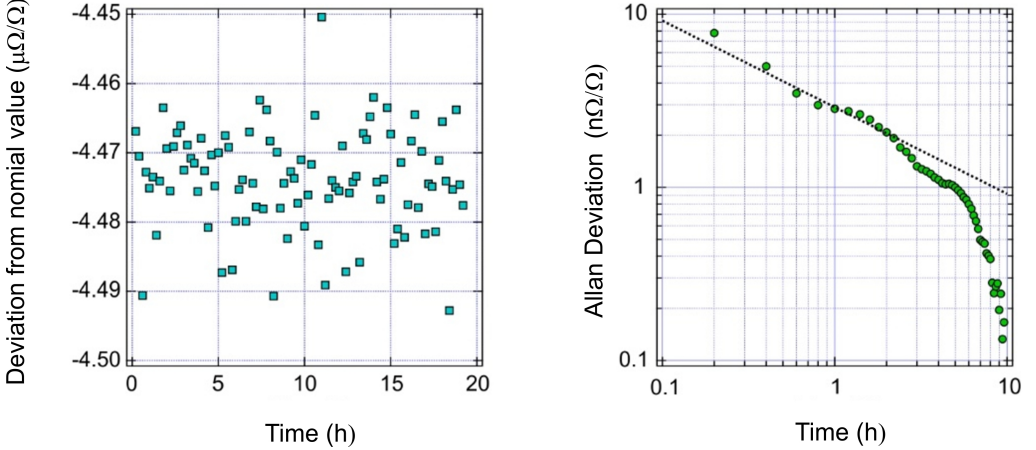 Deviation from nomial value (μΩ/Ω)
-4.45
-4.46
-4.47
-4.48
-4.49
-4.50
0 5 10 15 20
Time (h)
Allan Deviation (nΩ/Ω)
10
1
0.1
0.1 1 10
Time (h)